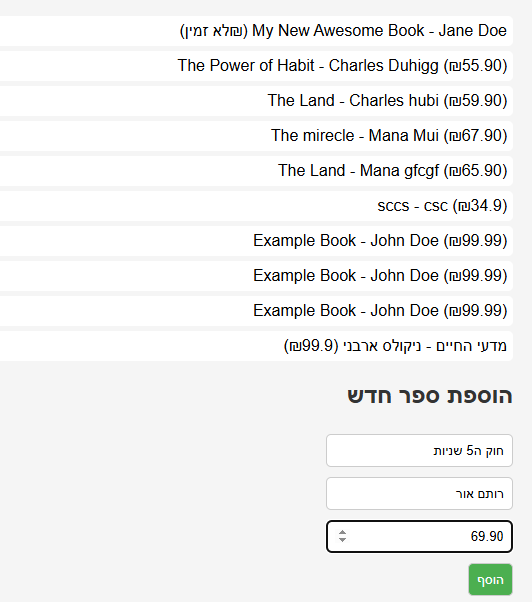 My New Awesome Book - Jane Doe (₪לא זמין)
The Power of Habit - Charles Duhigg (₪55.90)
The Land - Charles hubi (₪59.90)
The mirecle - Mana Mui (₪67.90)
The Land - Mana gfcgf (₪65.90)
sccs - csc (₪34.9)
Example Book - John Doe (₪99.99)
Example Book - John Doe (₪99.99)
Example Book - John Doe (₪99.99)
מדעי החיים - ניקולס ארבני (₪99.9)
הוספת ספר חדש
חוק ה5 שניות
רותם אור
69.90
הוסף